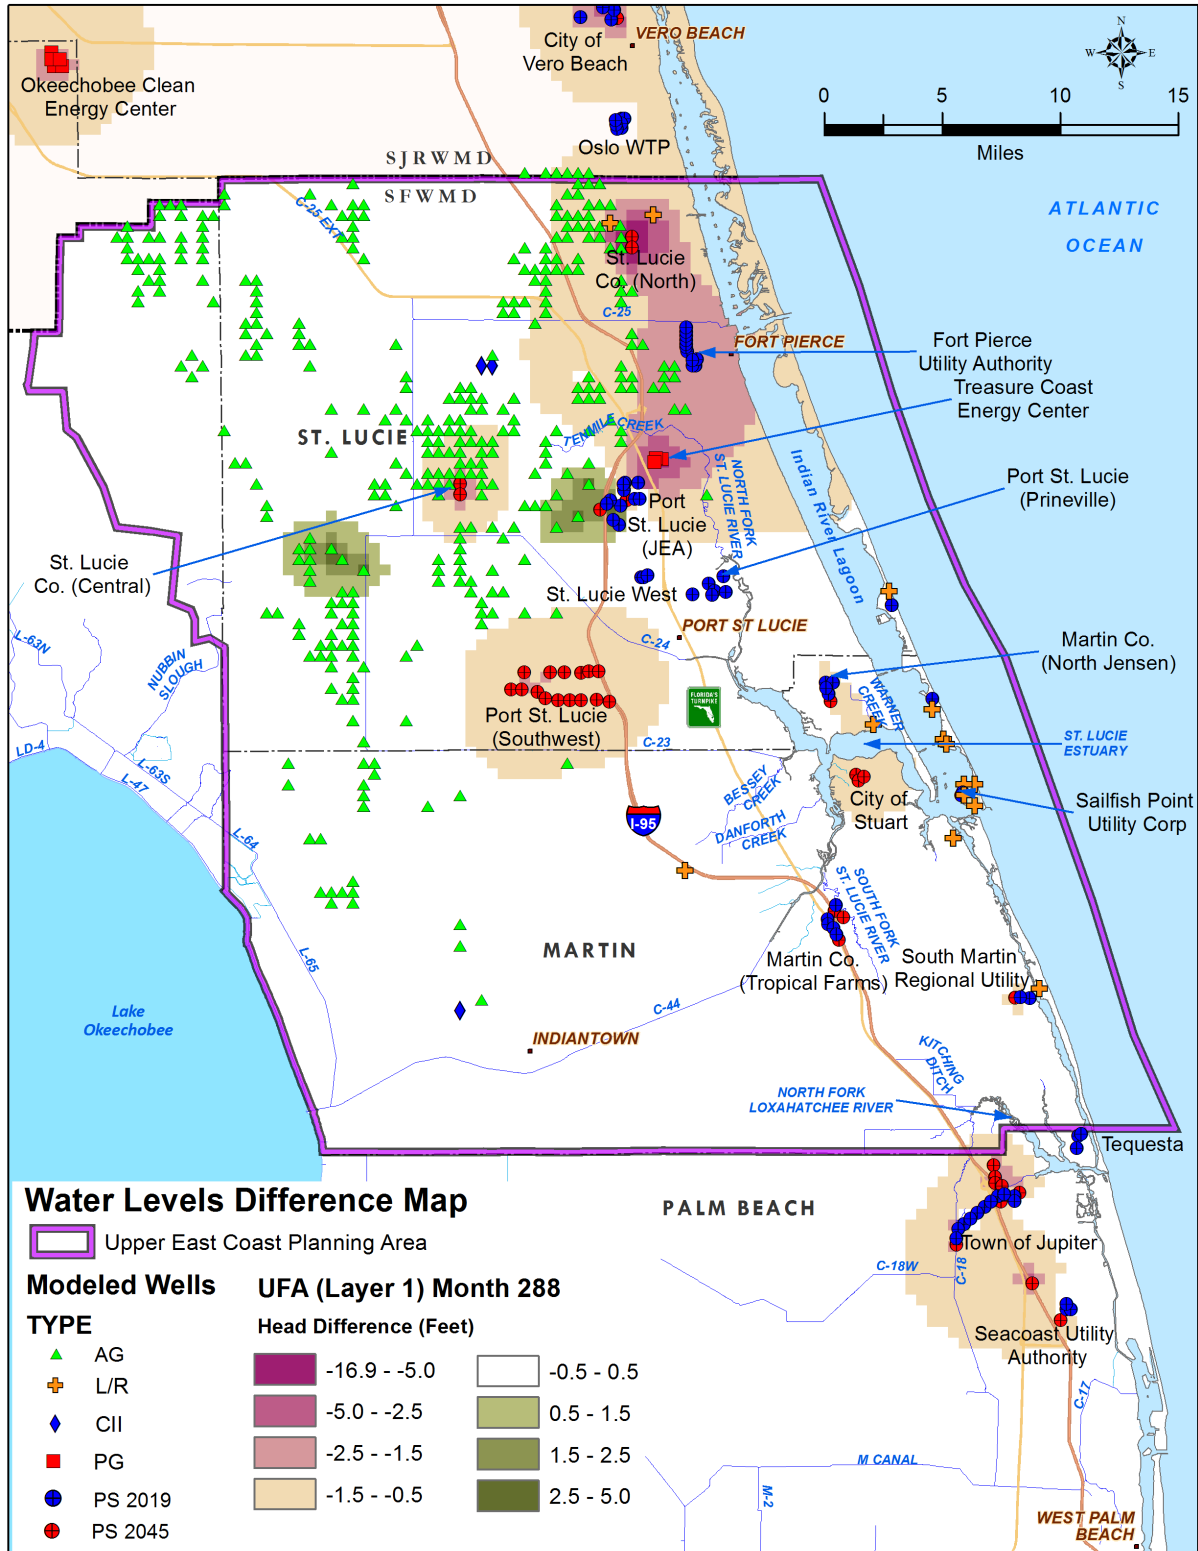 VERO BEACH
City of
Vero Beach
Okeechobee Clean
Energy Center
N
W
E
S
0
5
10
15
Miles
Oslo WTP
SJRWMD
SFWMD
C-25 EXT
ATLANTIC
OCEAN
St. Lucie
Co. (North)
C-25
FORT PIERCE
Fort Pierce
Utility Authority
Treasure Coast
Energy Center
ST. LUCIE
TENMILE CREEK
Indian River Lagoon
NORTH FORK
ST. LUCIE RIVER
Port St. Lucie
(Prineville)
Port
St. Lucie
(JEA)
St. Lucie
Co. (Central)
St. Lucie West
PORT ST LUCIE
C-24
L-63N
NUBBIN
SLOUGH
Martin Co.
(North Jensen)
WARNER
CREEK
FLORIDA'S
TURNPIKE
Port St. Lucie
(Southwest)
C-23
ST. LUCIE
ESTUARY
LD-4
L-63S
L-47
BESSEY
CREEK
City of
Stuart
Sailfish Point
Utility Corp
I-95
DANFORTH
CREEK
L-64
SOUTH FORK
ST. LUCIE RIVER
L-65
MARTIN
Martin Co.
(Tropical Farms)
South Martin
Regional Utility
C-44
Lake
Okeechobee
INDIANTOWN
KITCHING
DITCH
NORTH FORK
LOXAHATCHEE RIVER
Tequesta
PALM BEACH
Town of Jupiter
C-18W
C-18
Seacoast Utility
Authority
C-17
M CANAL
M-2
WEST PALM
BEACH
Water Levels Difference Map
Upper East Coast Planning Area
Modeled Wells
TYPE
AG
L/R
CII
PG
PS 2019
PS 2045
UFA (Layer 1) Month 288
Head Difference (Feet)
-16.9 - -5.0
-5.0 - -2.5
-2.5 - -1.5
-1.5 - -0.5
-0.5 - 0.5
0.5 - 1.5
1.5 - 2.5
2.5 - 5.0